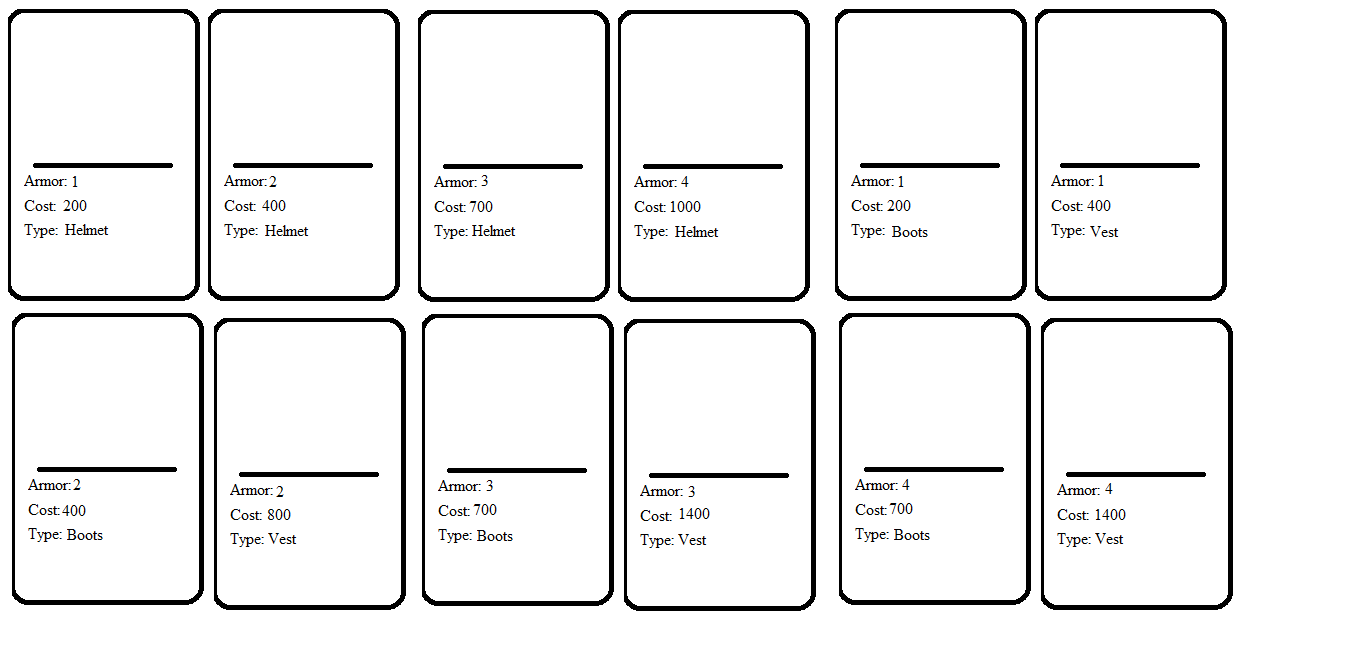 Armor: 1
Cost: 200
Type: Helmet
Armor: 2
Cost: 400
Type: Helmet
Armor: 3
Cost: 700
Type: Helmet
Armor: 4
Cost: 1000
Type: Helmet
Armor: 1
Cost: 200
Type: Boots
Armor: 1
Cost: 400
Type: Vest
Armor: 2
Cost: 400
Type: Boots
Armor: 2
Cost: 800
Type: Vest
Armor: 3
Cost: 700
Type: Boots
Armor: 3
Cost: 1400
Type: Vest
Armor: 4
Cost: 700
Type: Boots
Armor: 4
Cost: 1400
Type: Vest